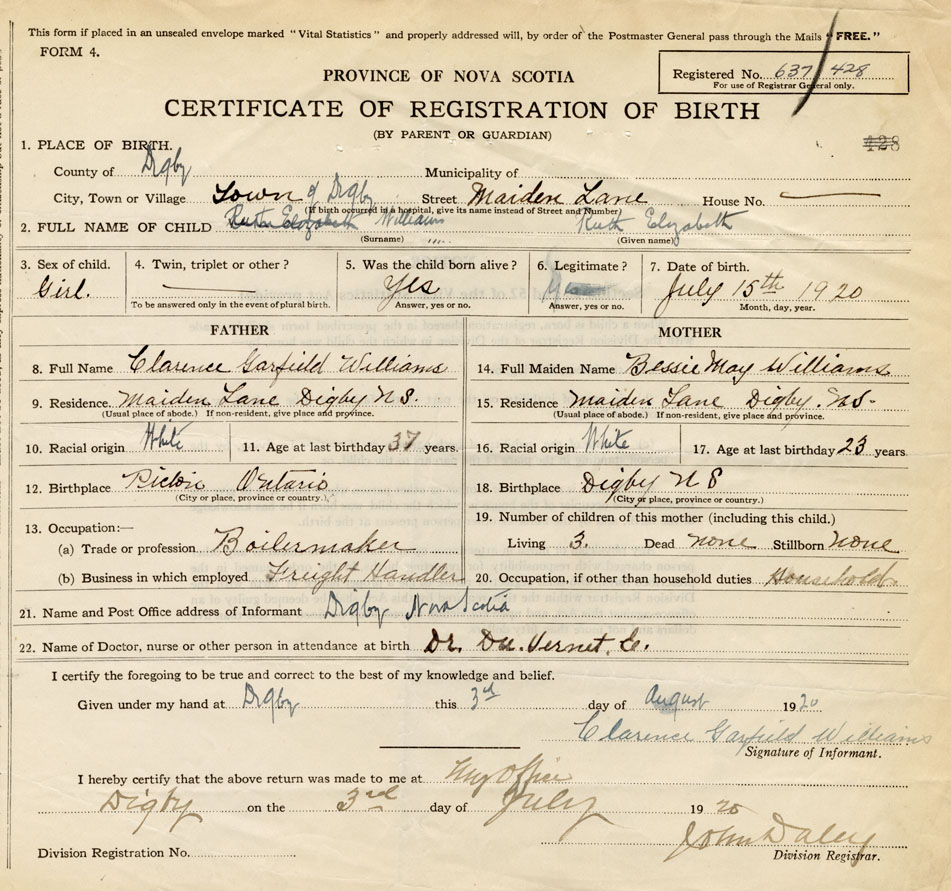 This form if placed in an unsealed envelope marked "Vital Statistics" and properly addressed will, by order of the Postmaster General pass through the Mails "FREE."
FORM 4.
Registered No. 637/428
For use of Registrar General only.
PROVINCE OF NOVA SCOTIA
CERTIFICATE OF REGISTRATION OF BIRTH
(BY PARENT OR GUARDIAN)
428
1. PLACE OF BIRTH.
County of Digby Municipality of
City, Town or Village Town of Digby Street Maiden Lane House No. —
(If birth occurred in a hospital, give its name instead of Street and Number)
2. FULL NAME OF CHILD Ruth Elizabeth Williams Ruth Elizabeth
(Surname) (Given name)
3. Sex of child. 4. Twin, triplet or other? 5. Was the child born alive? 6. Legitimate? 7. Date of birth.
Girl. — Yes July 15th 1920
To be answered only in the event of plural birth. Answer, yes or no. Answer, yes or no. Month, day, year.
FATHER MOTHER
8. Full Name Clarence Garfield Williams 14. Full Maiden Name Bessie May Williams
9. Residence. Maiden Lane Digby N S. 15. Residence Maiden Lane Digby.
(Usual place of abode.) If non-resident, give place and province. (Usual place of abode.) If non-resident, give place and province.
10. Racial origin White 11. Age at last birthday 37 years. 16. Racial origin White 17. Age at last birthday 23 years
12. Birthplace Picton Ontario 18. Birthplace Digby N S
(City or place, province or country.) (City or place, province or country.)
13. Occupation:— 19. Number of children of this mother (including this child.)
(a) Trade or profession Boilermaker Living 3. Dead none Stillborn none
(b) Business in which employed Freight Handler 20. Occupation, if other than household duties Household
21. Name and Post Office address of Informant Digby Nova Scotia
22. Name of Doctor, nurse or other person in attendance at birth Dr. Du. Vernet. E.
I certify the foregoing to be true and correct to the best of my knowledge and belief.
Given under my hand at Digby this 3rd day of August 1920
Clarence Garfield Williams
Signature of Informant.
I hereby certify that the above return was made to me at My Office
Digby on the 3rd day of July 1920
John Daley
Division Registration No. Division Registrar.